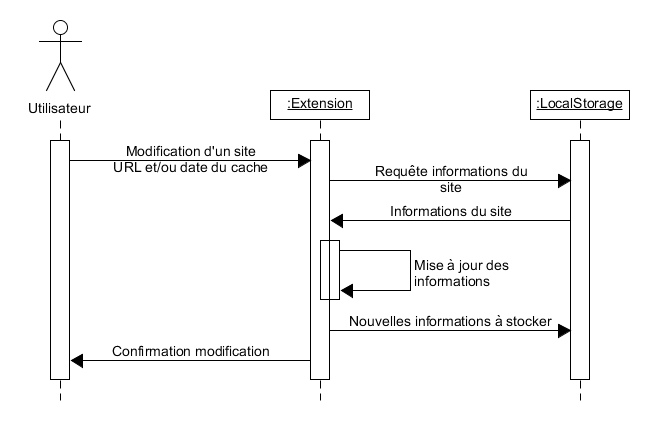 Utilisateur
:Extension
:LocalStorage
Modification d'un site
URL et/ou date du cache
Requête informations du
site
Informations du site
Mise à jour des
informations
Nouvelles informations à stocker
Confirmation modification